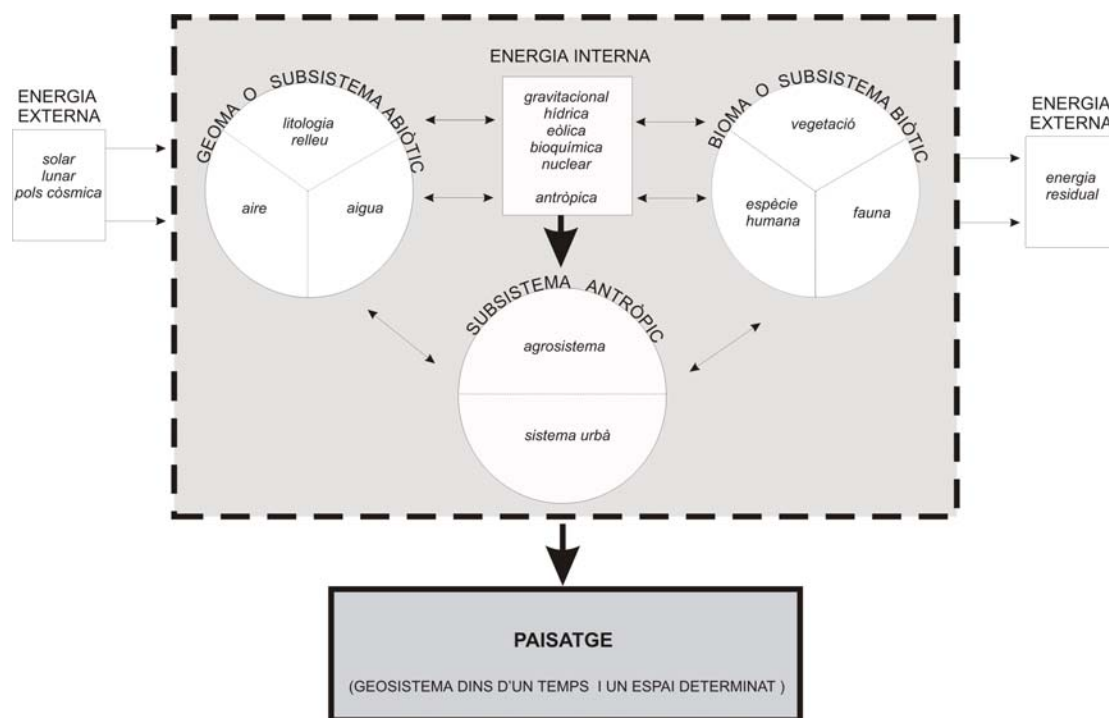 ENERGIA
EXTERNA
solar
lunar
pols còsmica
GEOMA O SUBSISTEMA ABIÒTIC
litologia
relleu
aire
aigua
ENERGIA INTERNA
gravitacional
hídrica
eòlica
bioquímica
nuclear
antròpica
BIOMA O SUBSISTEMA BIÒTIC
vegetació
espècie
humana
fauna
ENERGIA
EXTERNA
energia
residual
SUBSISTEMA ANTRÒPIC
agrosistema
sistema urbà
PAISATGE
(GEOSISTEMA DINS D'UN TEMPS I UN ESPAI DETERMINAT )